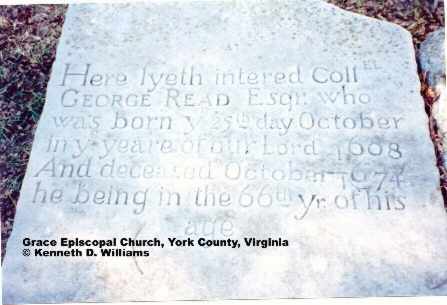 Here lyeth intered Coll EL
GEORGE READ Esqr. who
was born y 25th day October
in y yeare of our Lord 1608
And deceased October 1674
he being in the 66th yr. of his
age
Grace Episcopal Church, York County, Virginia
© Kenneth D. Williams